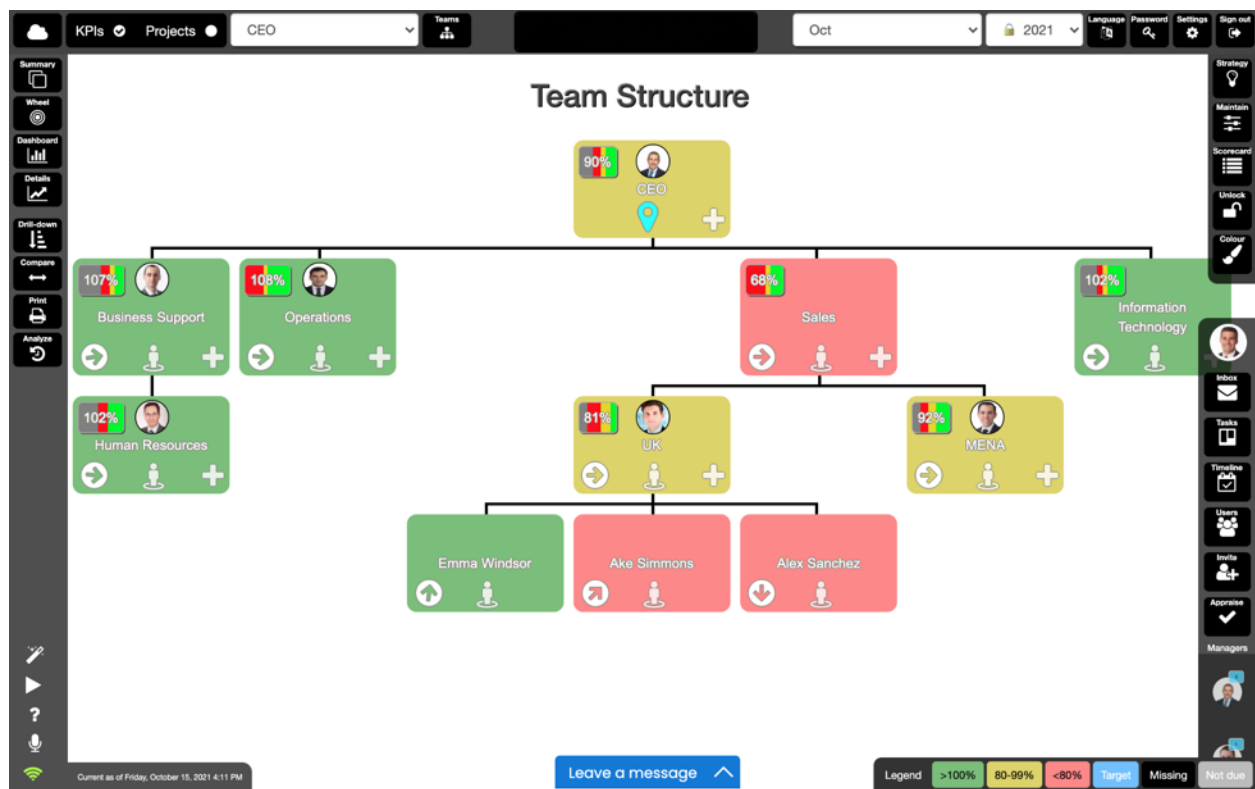 KPIs Projects CEO Teams Oct 2021 Language Password Settings Sign out
Summary
Wheel
Dashboard
Details
Drill-down
Compare
Print
Analyze
Team Structure
90%
CEO
107%
Business Support
108%
Operations
68%
Sales
102%
Information
Technology
102%
Human Resources
81%
UK
92%
MENA
Emma Windsor
Ake Simmons
Alex Sanchez
Strategy
Maintain
Scorecard
Unlock
Colour
Inbox
Tasks
Timeline
Users
Invite
Appraise
Managers
?
Current as of Friday, October 15, 2021 4:11 PM
Leave a message
Legend >100% 80-99% <80% Target Missing Not due